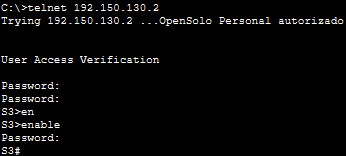 C:\>telnet 192.150.130.2
Trying 192.150.130.2 ...OpenSolo Personal autorizado
User Access Verification
Password:
Password:
S3>en
S3>enable
Password:
S3#